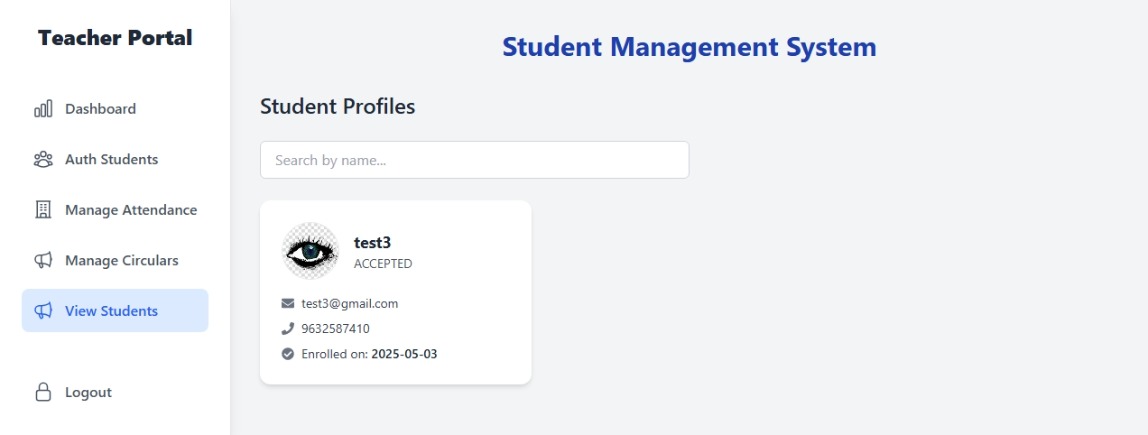 Teacher Portal
Dashboard
Auth Students
Manage Attendance
Manage Circulars
View Students
Logout
Student Management System
Student Profiles
Search by name...
test3
ACCEPTED
test3@gmail.com
9632587410
Enrolled on: 2025-05-03